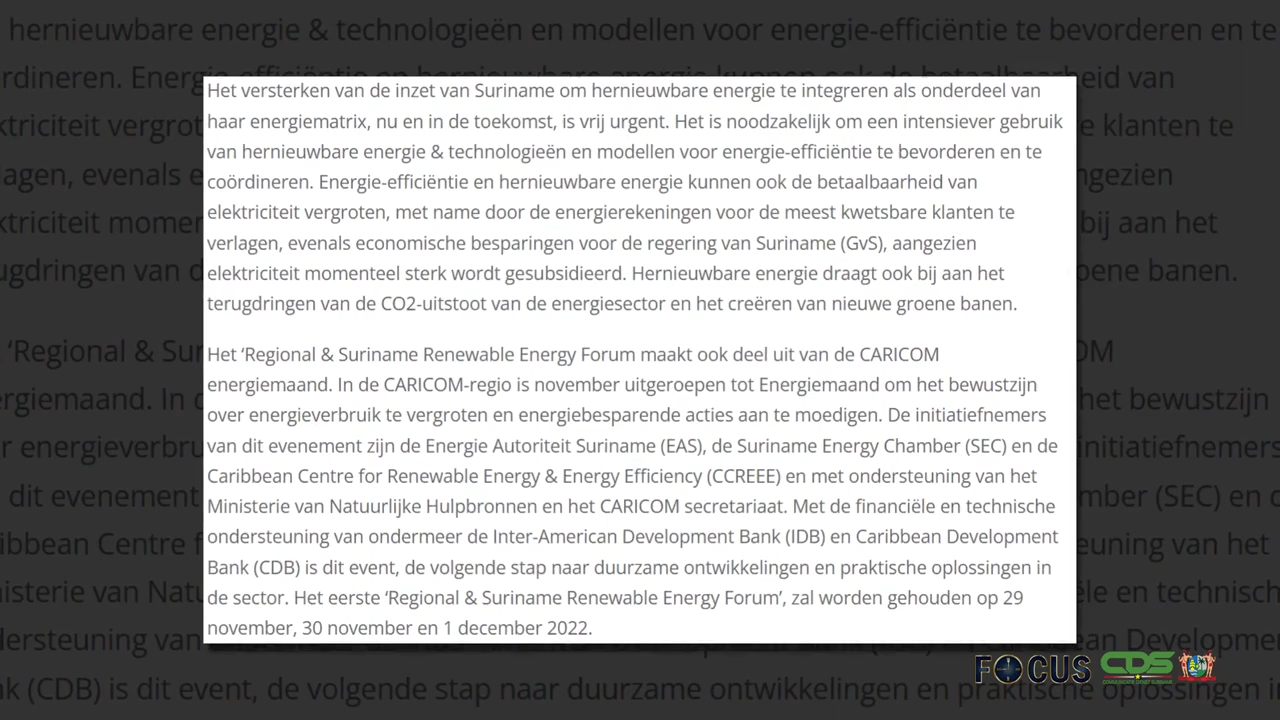 Het versterken van de inzet van Suriname om hernieuwbare energie te integreren als onderdeel van
haar energiematrix, nu en in de toekomst, is vrij urgent. Het is noodzakelijk om een intensiever gebruik
van hernieuwbare energie & technologieën en modellen voor energie-efficiëntie te bevorderen en te
coördineren. Energie-efficiëntie en hernieuwbare energie kunnen ook de betaalbaarheid van
elektriciteit vergroten, met name door de energierekeningen voor de meest kwetsbare klanten te
verlagen, evenals economische besparingen voor de regering van Suriname (GvS), aangezien
elektriciteit momenteel sterk wordt gesubsidieerd. Hernieuwbare energie draagt ook bij aan het
terugdringen van de CO2-uitstoot van de energiesector en het creëren van nieuwe groene banen.
Het ‘Regional & Suriname Renewable Energy Forum maakt ook deel uit van de CARICOM
energiemaand. In de CARICOM-regio is november uitgeroepen tot Energiemaand om het bewustzijn
over energieverbruik te vergroten en energiebesparende acties aan te moedigen. De initiatiefnemers
van dit evenement zijn de Energie Autoriteit Suriname (EAS), de Suriname Energy Chamber (SEC) en de
Caribbean Centre for Renewable Energy & Energy Efficiency (CCREEE) en met ondersteuning van het
Ministerie van Natuurlijke Hulpbronnen en het CARICOM secretariaat. Met de financiële en technische
ondersteuning van ondermeer de Inter-American Development Bank (IDB) en Caribbean Development
Bank (CDB) is dit event, de volgende stap naar duurzame ontwikkelingen en praktische oplossingen in
de sector. Het eerste ‘Regional & Suriname Renewable Energy Forum’, zal worden gehouden op 29
november, 30 november en 1 december 2022.
FOCUS CDS